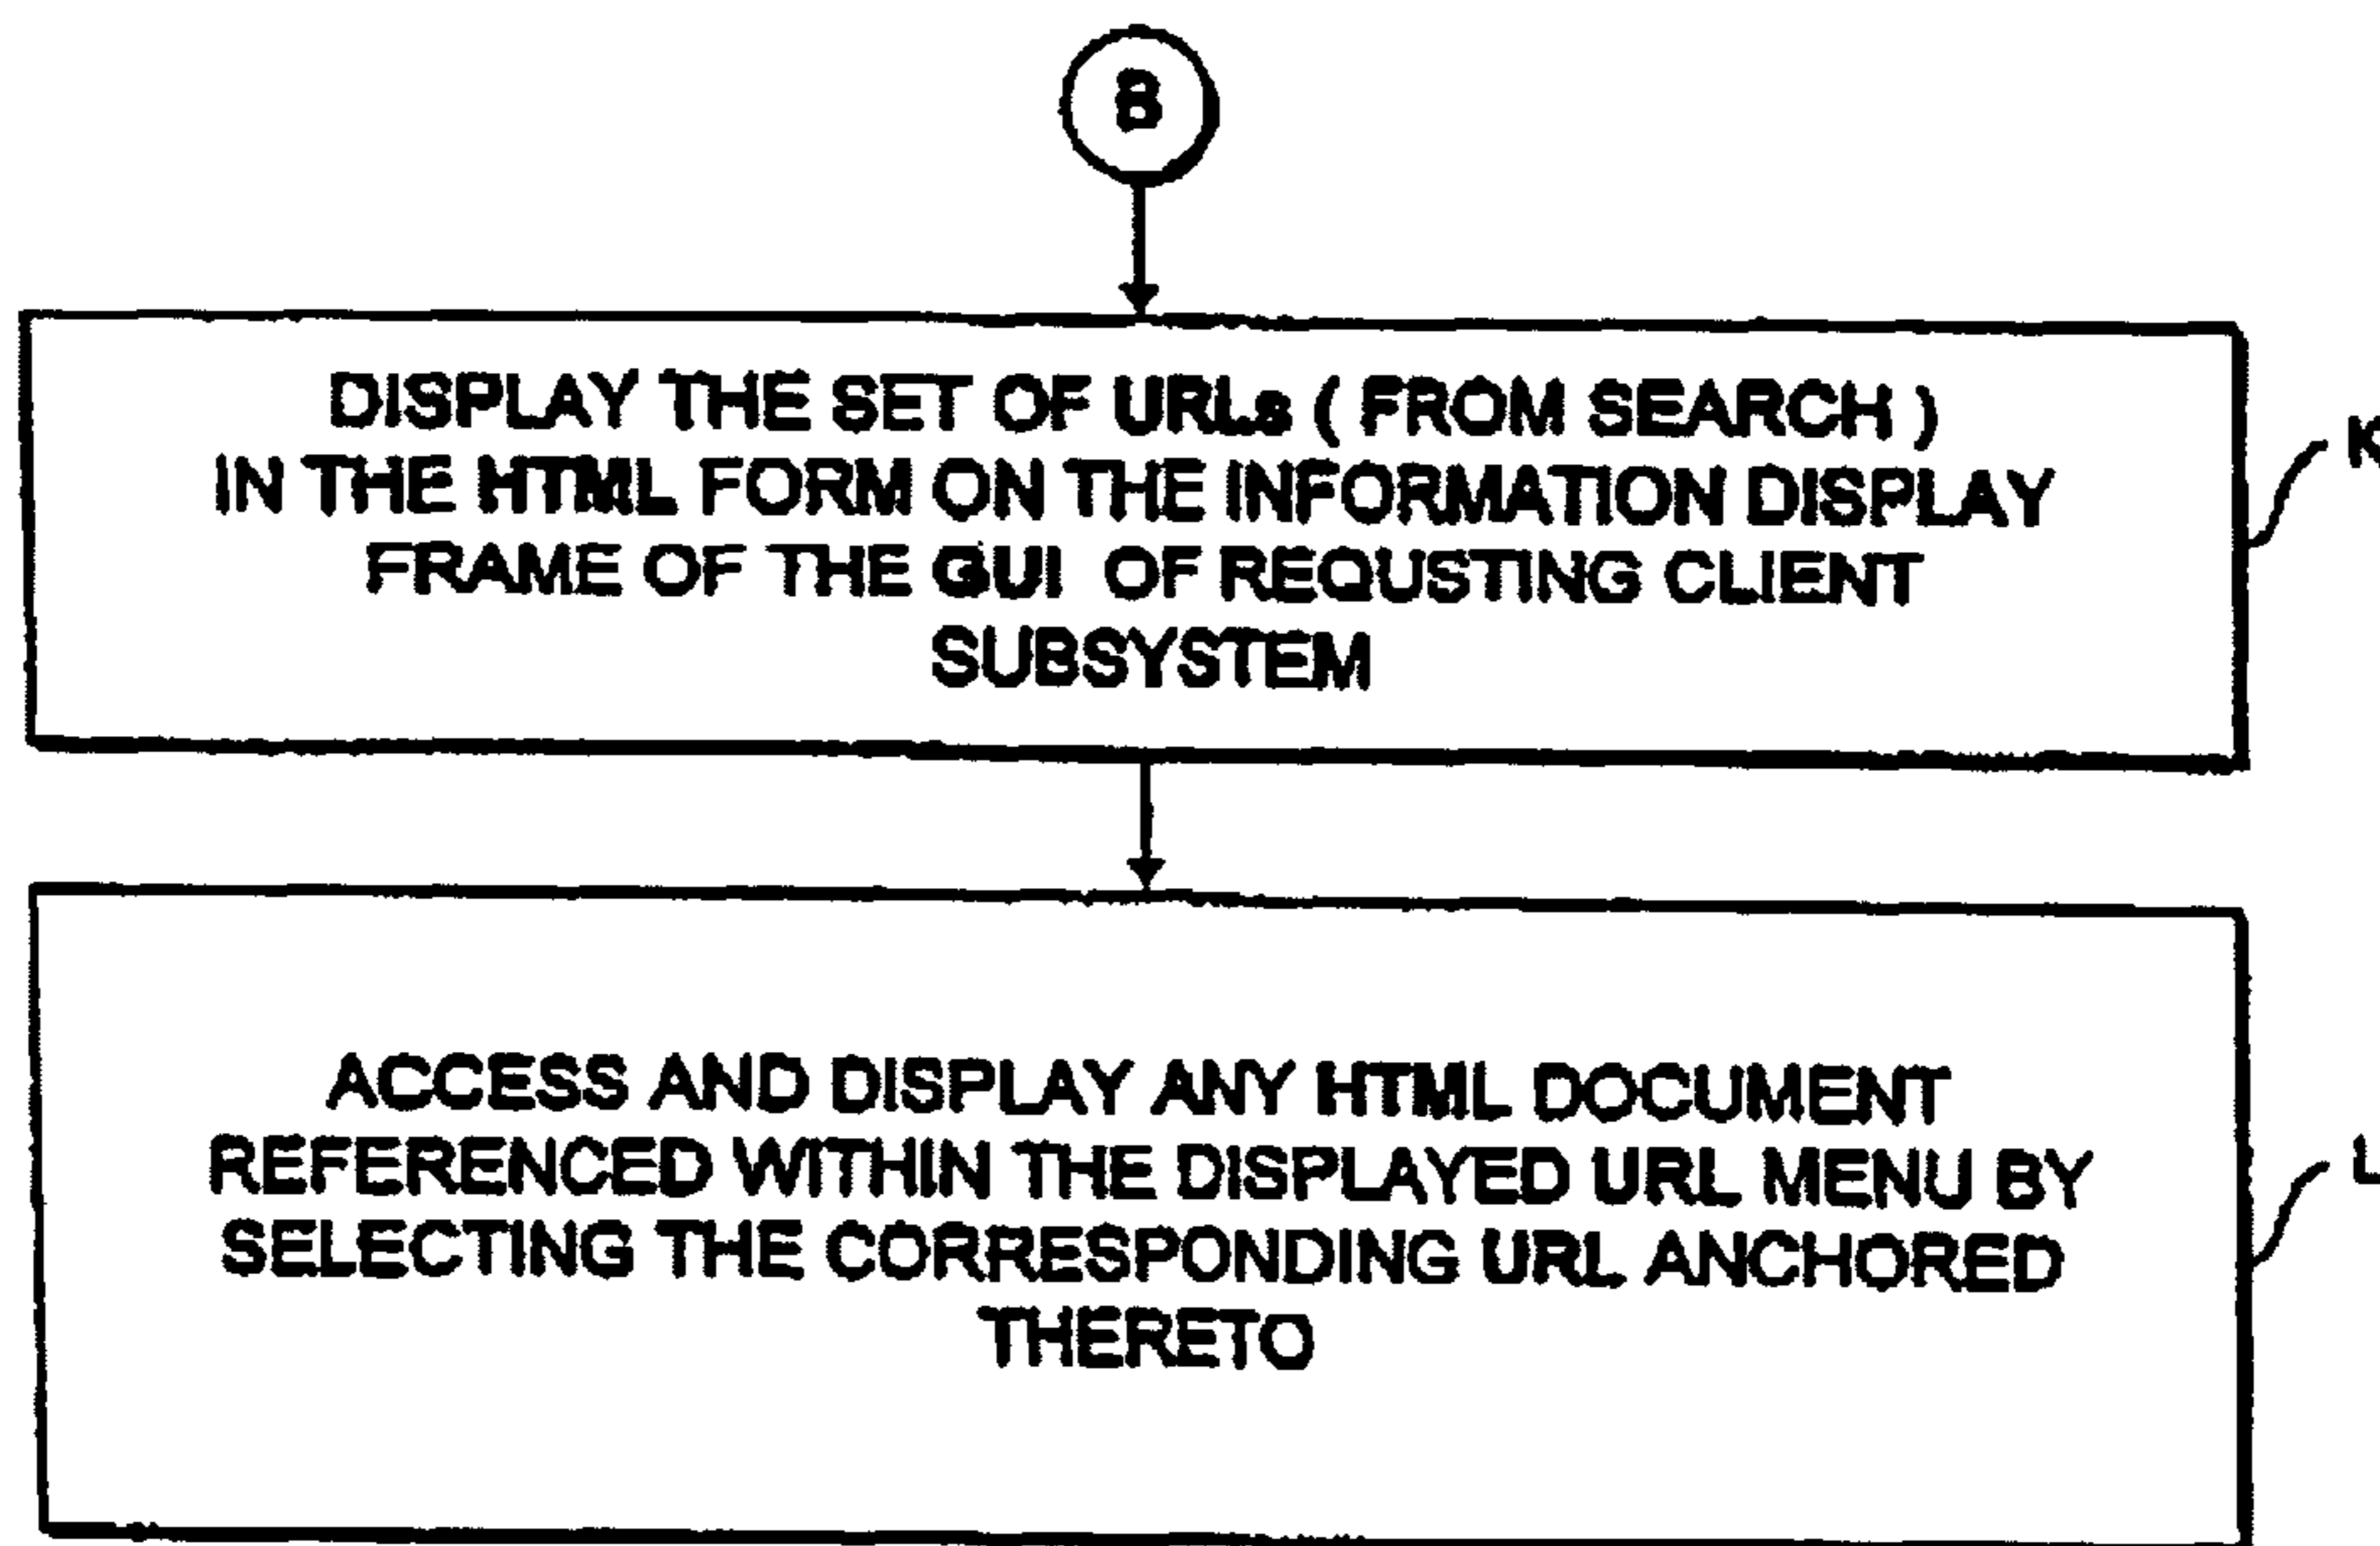 B
DISPLAY THE SET OF URLs ( FROM SEARCH )
IN THE HTML FORM ON THE INFORMATION DISPLAY
FRAME OF THE GUI OF REQUSTING CLIENT
SUBSYSTEM
K
ACCESS AND DISPLAY ANY HTML DOCUMENT
REFERENCED WITHIN THE DISPLAYED URL MENU BY
SELECTING THE CORRESPONDING URL ANCHORED
THERETO
L